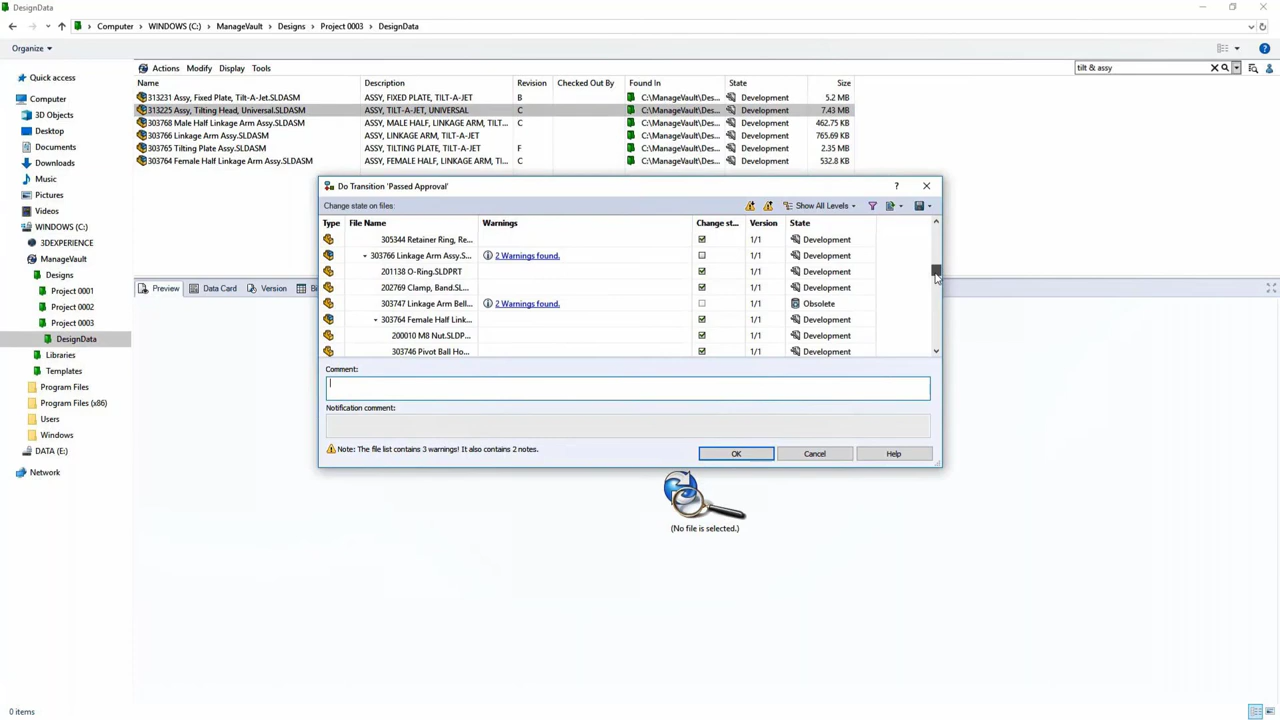 DesignData
Computer WINDOWS (C:) ManageVault Designs Project 0003 DesignData
Organize
Quick access
Computer
3D Objects
Desktop
Documents
Downloads
Music
Pictures
Videos
WINDOWS (C:)
3DEXPERIENCE
ManageVault
Designs
Project 0001
Project 0002
Project 0003
DesignData
Libraries
Templates
Program Files
Program Files (x86)
Users
Windows
DATA (E:)
Network
Actions Modify Display Tools
tilt & assy
Name Description Revision Checked Out By Found In State Size
313231 Assy, Fixed Plate, Tilt-A-Jet.SLDASM ASSY, FIXED PLATE, TILT-A-JET B C:\ManageVault\Des... Development 5.2 MB
313225 Assy, Tilting Head, Universal.SLDASM ASSY, TILT-A-JET, UNIVERSAL C C:\ManageVault\Des... Development 7.43 MB
303768 Male Half Linkage Arm Assy.SLDASM ASSY, MALE HALF, LINKAGE ARM, T... C C:\ManageVault\Des... Development 462.75 KB
303766 Linkage Arm Assy.SLDASM ASSY, LINKAGE ARM, TILT-A-JET C:\ManageVault\Des... Development 765.69 KB
303765 Tilting Plate Assy.SLDASM ASSY, TILTING PLATE, TILT-A-JET F C:\ManageVault\Des... Development 2.35 MB
303764 Female Half Linkage Arm Assy.SLDASM ASSY, FEMALE HALF, LINKAGE ARM, TI... C C:\ManageVault\Des... Development 532.8 KB
Preview Data Card Version Bi
Do Transition 'Passed Approval' ?
Change state on files: Show All Levels
Type File Name Warnings Change st... Version State
305344 Retainer Ring, Re... 1/1 Development
303766 Linkage Arm Assy.S... 2 Warnings found. 1/1 Development
201138 O-Ring.SLDPRT 1/1 Development
202769 Clamp, Band.SL... 1/1 Development
303747 Linkage Arm Bell... 2 Warnings found. 1/1 Obsolete
303764 Female Half Link... 1/1 Development
200010 M8 Nut.SLDP... 1/1 Development
303746 Pivot Ball Ho... 1/1 Development
Comment:
Notification comment:
Note: The file list contains 3 warnings! It also contains 2 notes.
OK Cancel Help
(No file is selected.)
0 items